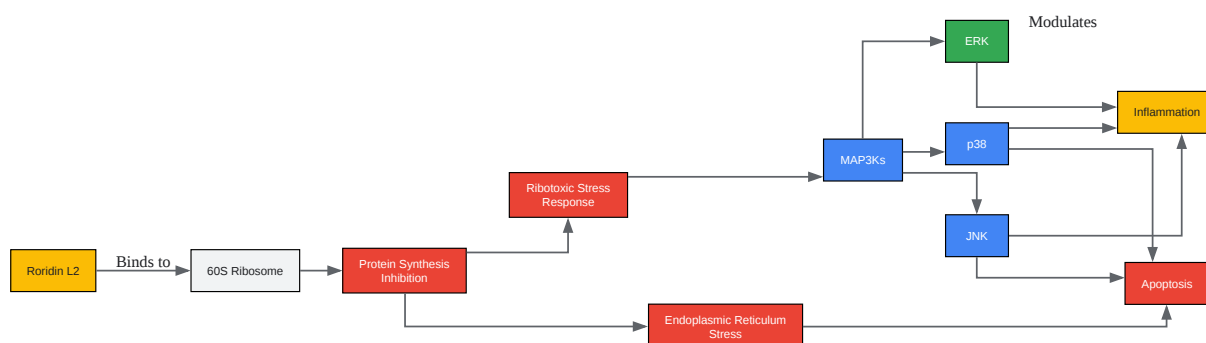 Modulates
ERK
Inflammation
p38
MAP3Ks
Ribotoxic Stress
Response
JNK
Binds to
Roridin L2
60S Ribosome
Protein Synthesis
Inhibition
Apoptosis
Endoplasmic Reticulum
Stress